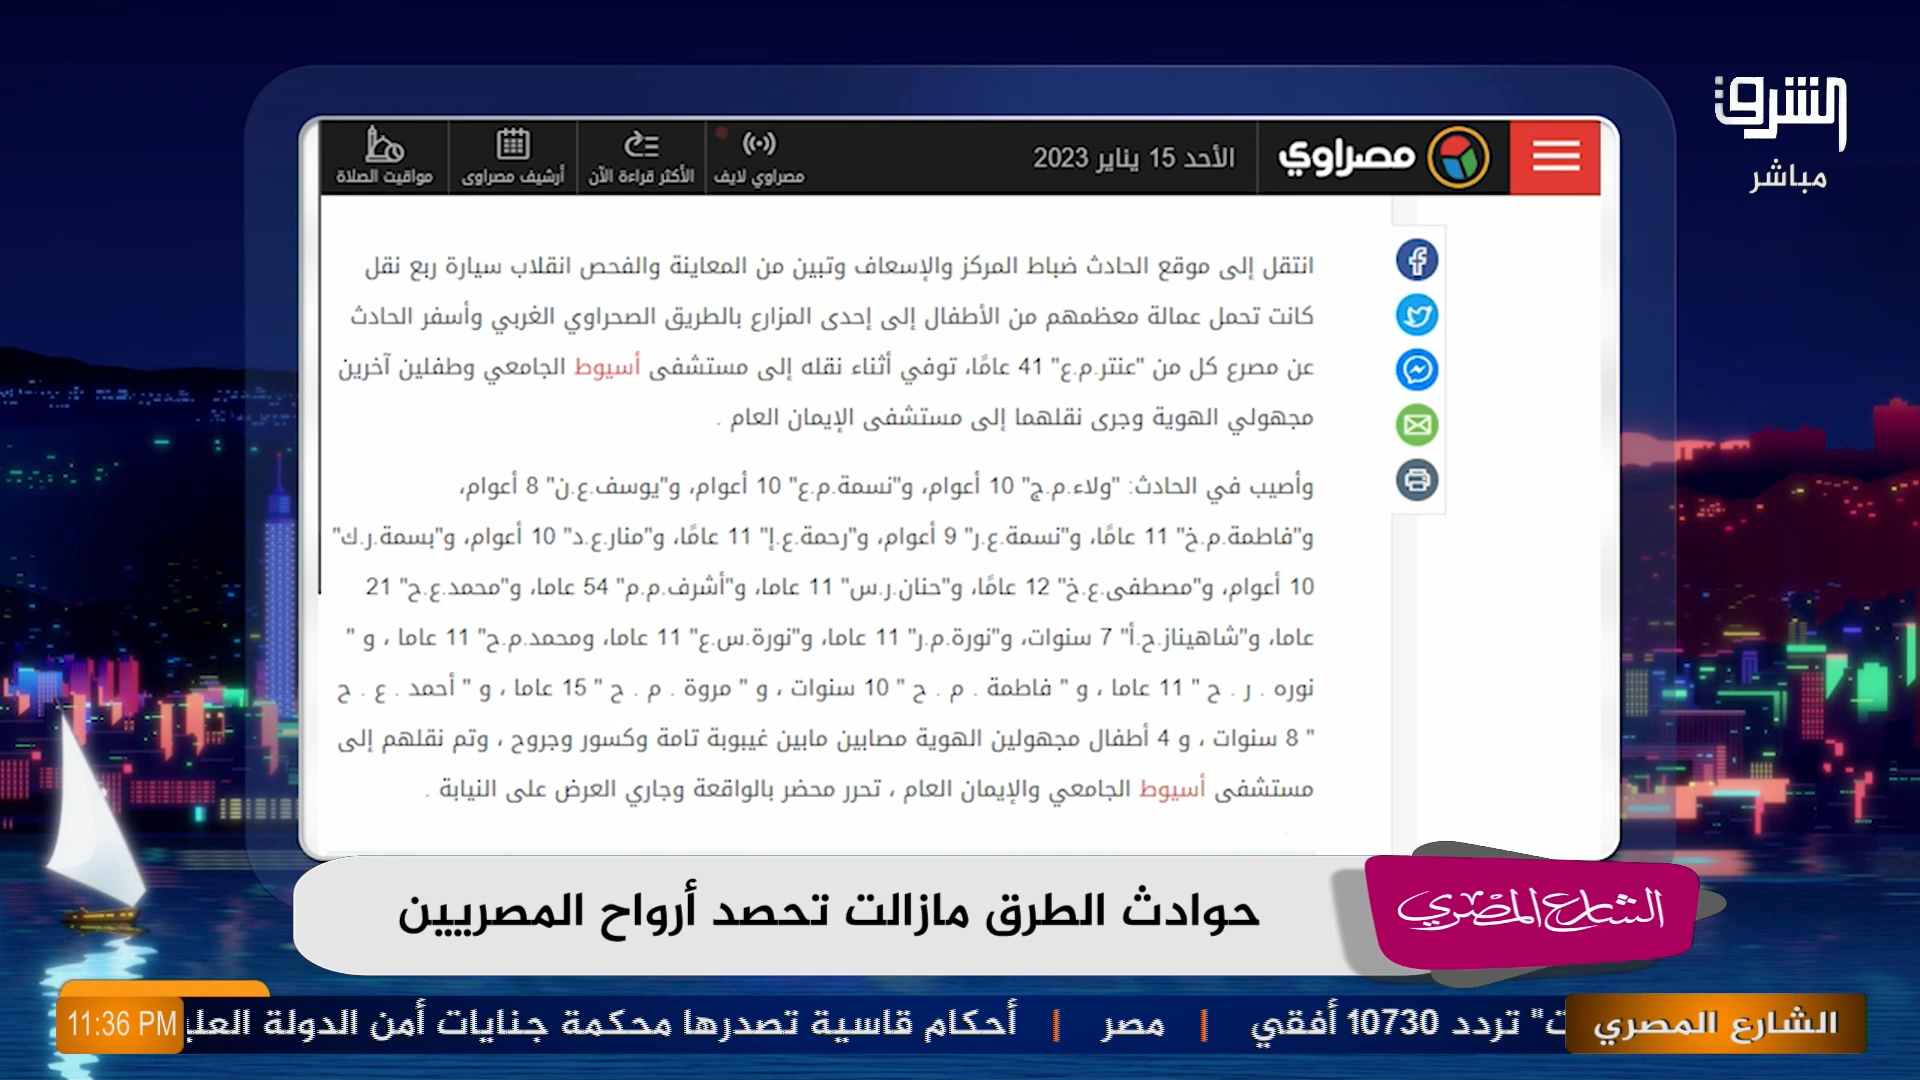 الشرق
مباشر
مصراوي
الأحد 15 يناير 2023
مصراوي لايف
الأكثر قراءة الآن
أرشيف مصراوى
مواقيت الصلاة
انتقل إلى موقع الحادث ضباط المركز والإسعاف وتبين من المعاينة والفحص انقلاب سيارة ربع نقل
كانت تحمل عمالة معظمهم من الأطفال إلى إحدى المزارع بالطريق الصحراوي الغربي وأسفر الحادث
عن مصرع كل من "عنتر.م.ع" 41 عامًا، توفي أثناء نقله إلى مستشفى أسيوط الجامعي وطفلين آخرين
مجهولي الهوية وجرى نقلهما إلى مستشفى الإيمان العام .
وأصيب في الحادث: "ولاء.م.ج" 10 أعوام، و"نسمة.م.ع" 10 أعوام، و"يوسف.ع.ن" 8 أعوام،
و"فاطمة.م.خ" 11 عامًا، و"نسمة.ع.ر" 9 أعوام، و"رحمة.ع.إ" 11 عامًا، و"منار.ع.د" 10 أعوام، و"بسمة.ر.ك"
10 أعوام، و"مصطفى.ع.خ" 12 عامًا، و"حنان.ر.س" 11 عاما، و"أشرف.م.م" 54 عاما، و"محمد.ع.ح" 21
عاما، و"شاهيناز.ح.أ" 7 سنوات، و"نورة.م.ر" 11 عاما، و"نورة.س.ع" 11 عاما، ومحمد.م.ح" 11 عاما ، و "
نوره . ر . ح " 11 عاما ، و " فاطمة . م . ح " 10 سنوات ، و " مروة . م . ح " 15 عاما ، و " أحمد . ع . ح
" 8 سنوات ، و 4 أطفال مجهولين الهوية مصابين مابين غيبوبة تامة وكسور وجروح ، وتم نقلهم إلى
مستشفى أسيوط الجامعي والإيمان العام ، تحرر محضر بالواقعة وجاري العرض على النيابة .
الشارع المصري
حوادث الطرق مازالت تحصد أرواح المصريين
الشارع المصري
ت" تردد 10730 أفقي | مصر | أحكام قاسية تصدرها محكمة جنايات أمن الدولة العلي
11:36 PM